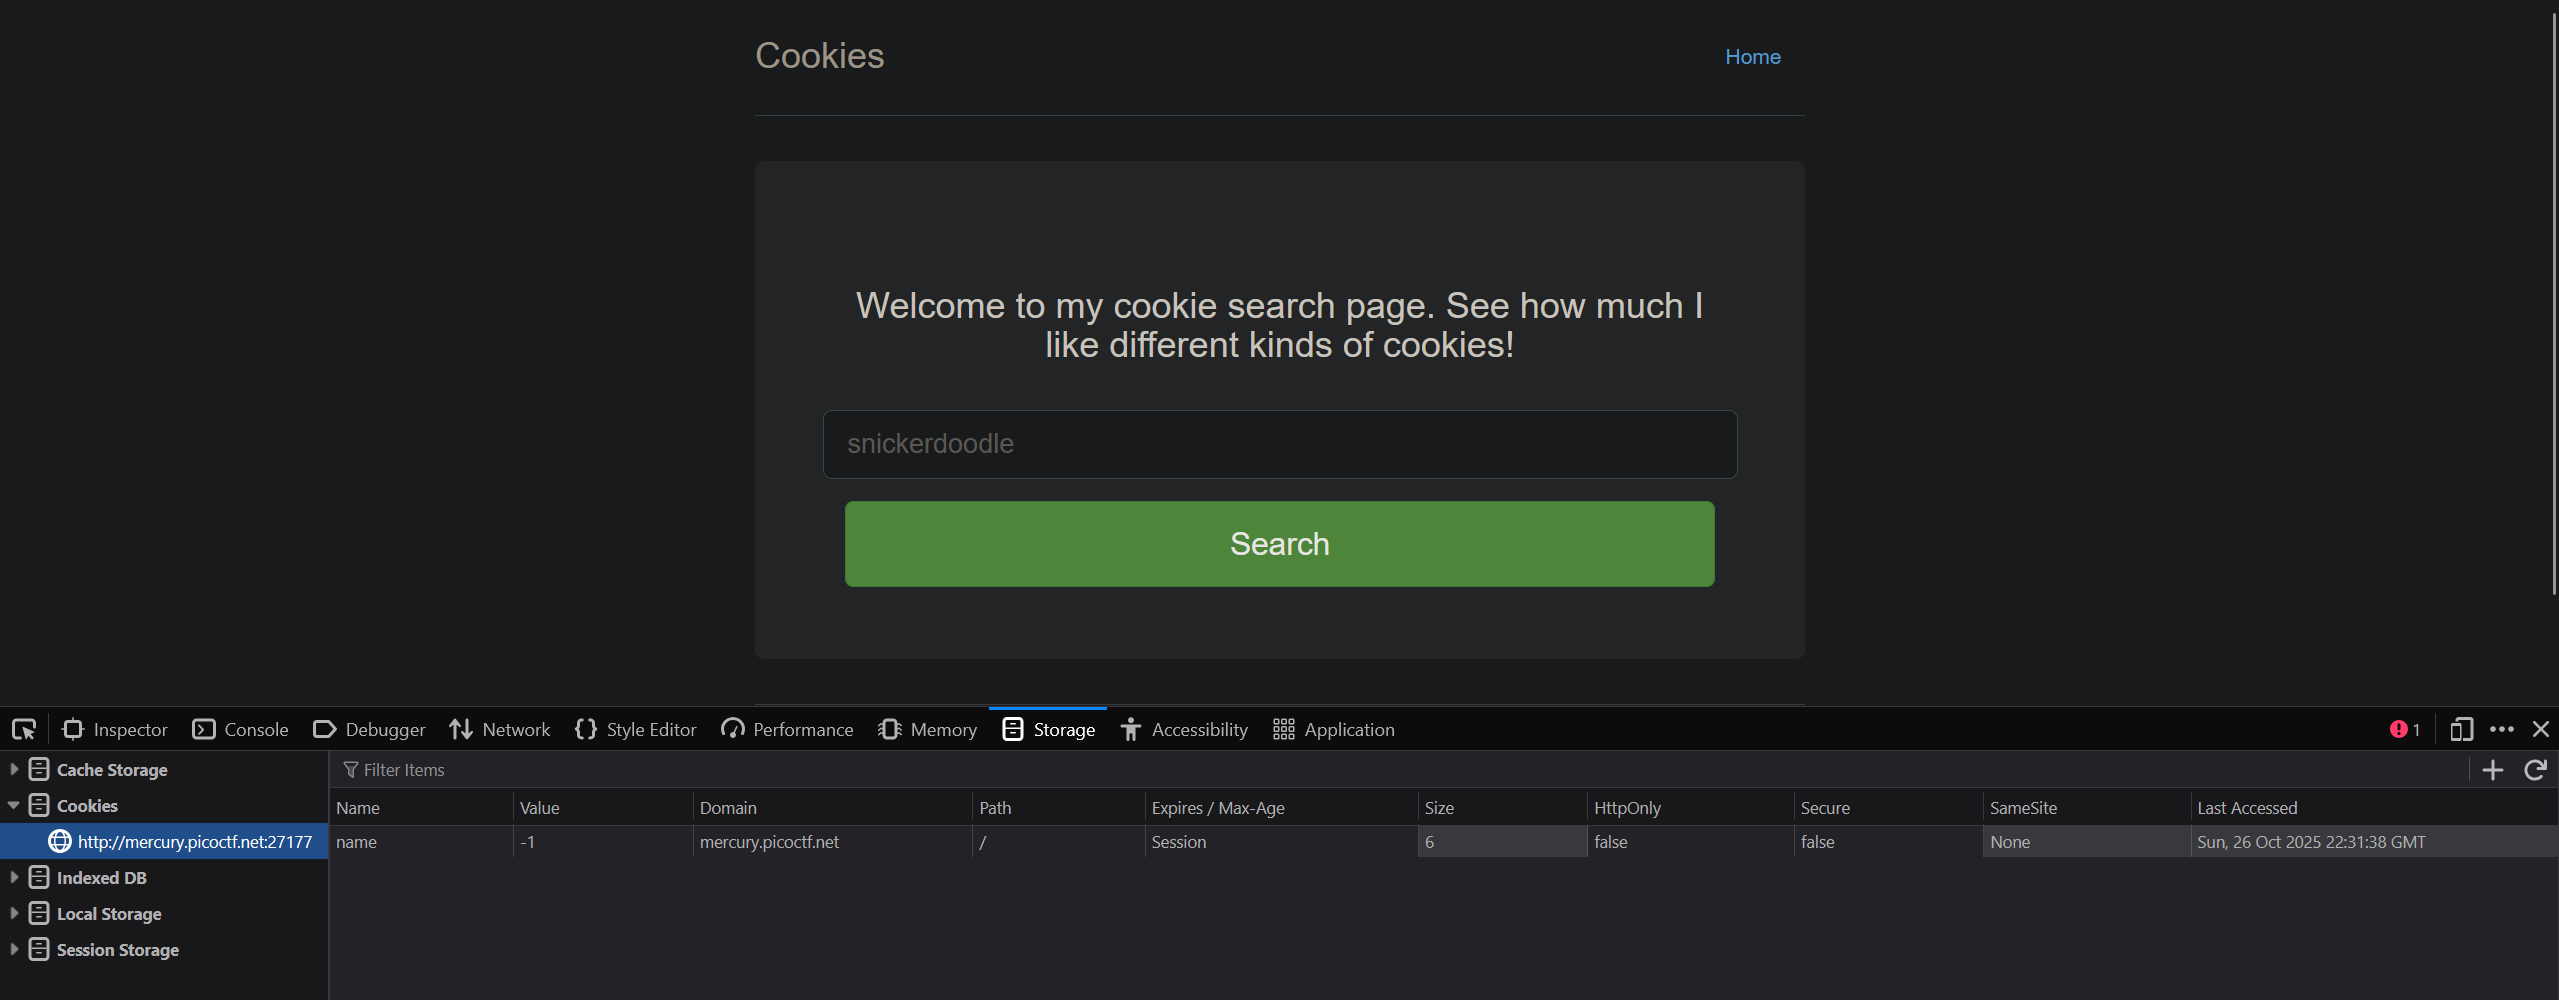 Cookies
Home
Welcome to my cookie search page. See how much I
like different kinds of cookies!
snickerdoodle
Search
Inspector Console Debugger Network Style Editor Performance Memory Storage Accessibility Application 1
Cache Storage
Cookies
http://mercury.picoctf.net:27177
Indexed DB
Local Storage
Session Storage
Filter Items
Name Value Domain Path Expires / Max-Age Size HttpOnly Secure SameSite Last Accessed
name -1 mercury.picoctf.net / Session 6 false false None Sun, 26 Oct 2025 22:31:38 GMT